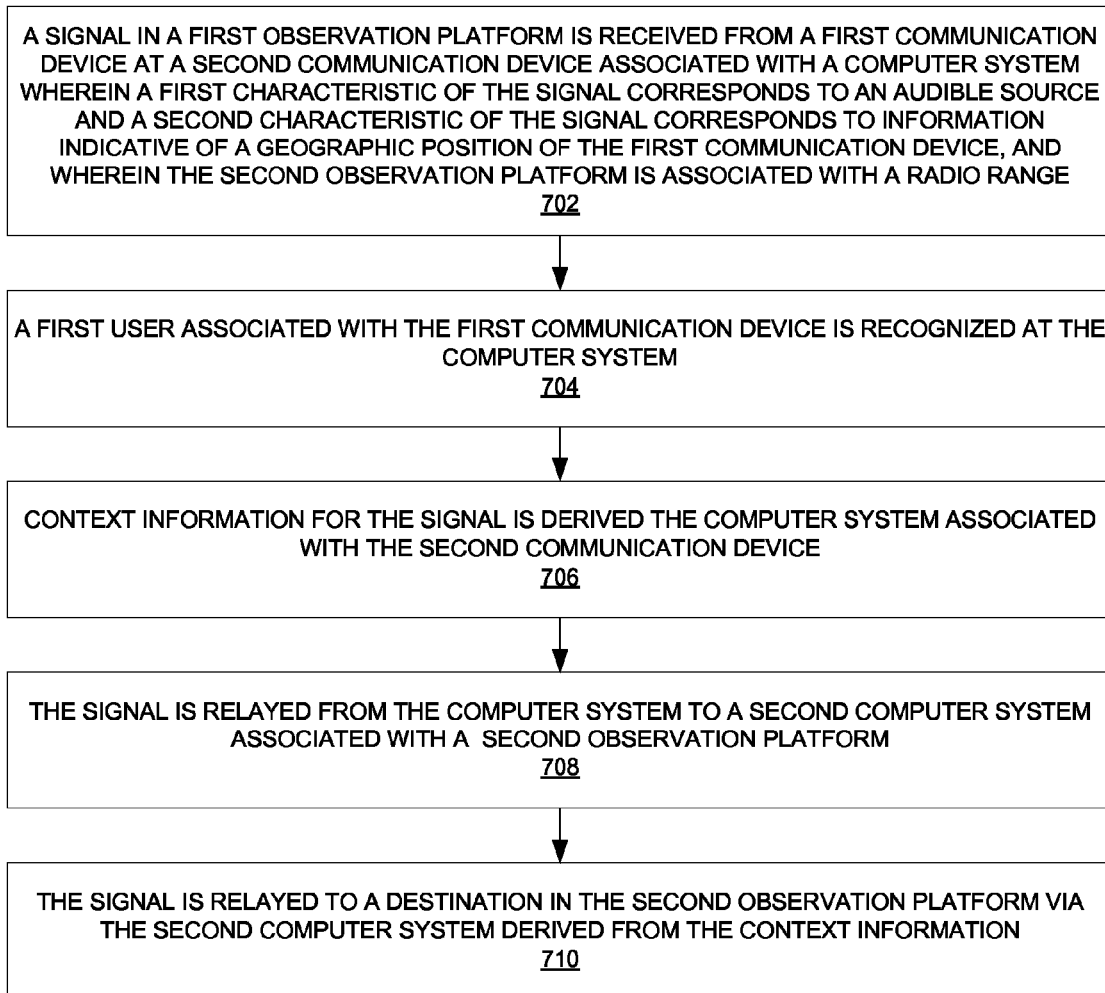 A SIGNAL IN A FIRST OBSERVATION PLATFORM IS RECEIVED FROM A FIRST COMMUNICATION
DEVICE AT A SECOND COMMUNICATION DEVICE ASSOCIATED WITH A COMPUTER SYSTEM
WHEREIN A FIRST CHARACTERISTIC OF THE SIGNAL CORRESPONDS TO AN AUDIBLE SOURCE
AND A SECOND CHARACTERISTIC OF THE SIGNAL CORRESPONDS TO INFORMATION
INDICATIVE OF A GEOGRAPHIC POSITION OF THE FIRST COMMUNICATION DEVICE, AND
WHEREIN THE SECOND OBSERVATION PLATFORM IS ASSOCIATED WITH A RADIO RANGE
702
A FIRST USER ASSOCIATED WITH THE FIRST COMMUNICATION DEVICE IS RECOGNIZED AT THE
COMPUTER SYSTEM
704
CONTEXT INFORMATION FOR THE SIGNAL IS DERIVED THE COMPUTER SYSTEM ASSOCIATED
WITH THE SECOND COMMUNICATION DEVICE
706
THE SIGNAL IS RELAYED FROM THE COMPUTER SYSTEM TO A SECOND COMPUTER SYSTEM
ASSOCIATED WITH A SECOND OBSERVATION PLATFORM
708
THE SIGNAL IS RELAYED TO A DESTINATION IN THE SECOND OBSERVATION PLATFORM VIA
THE SECOND COMPUTER SYSTEM DERIVED FROM THE CONTEXT INFORMATION
710